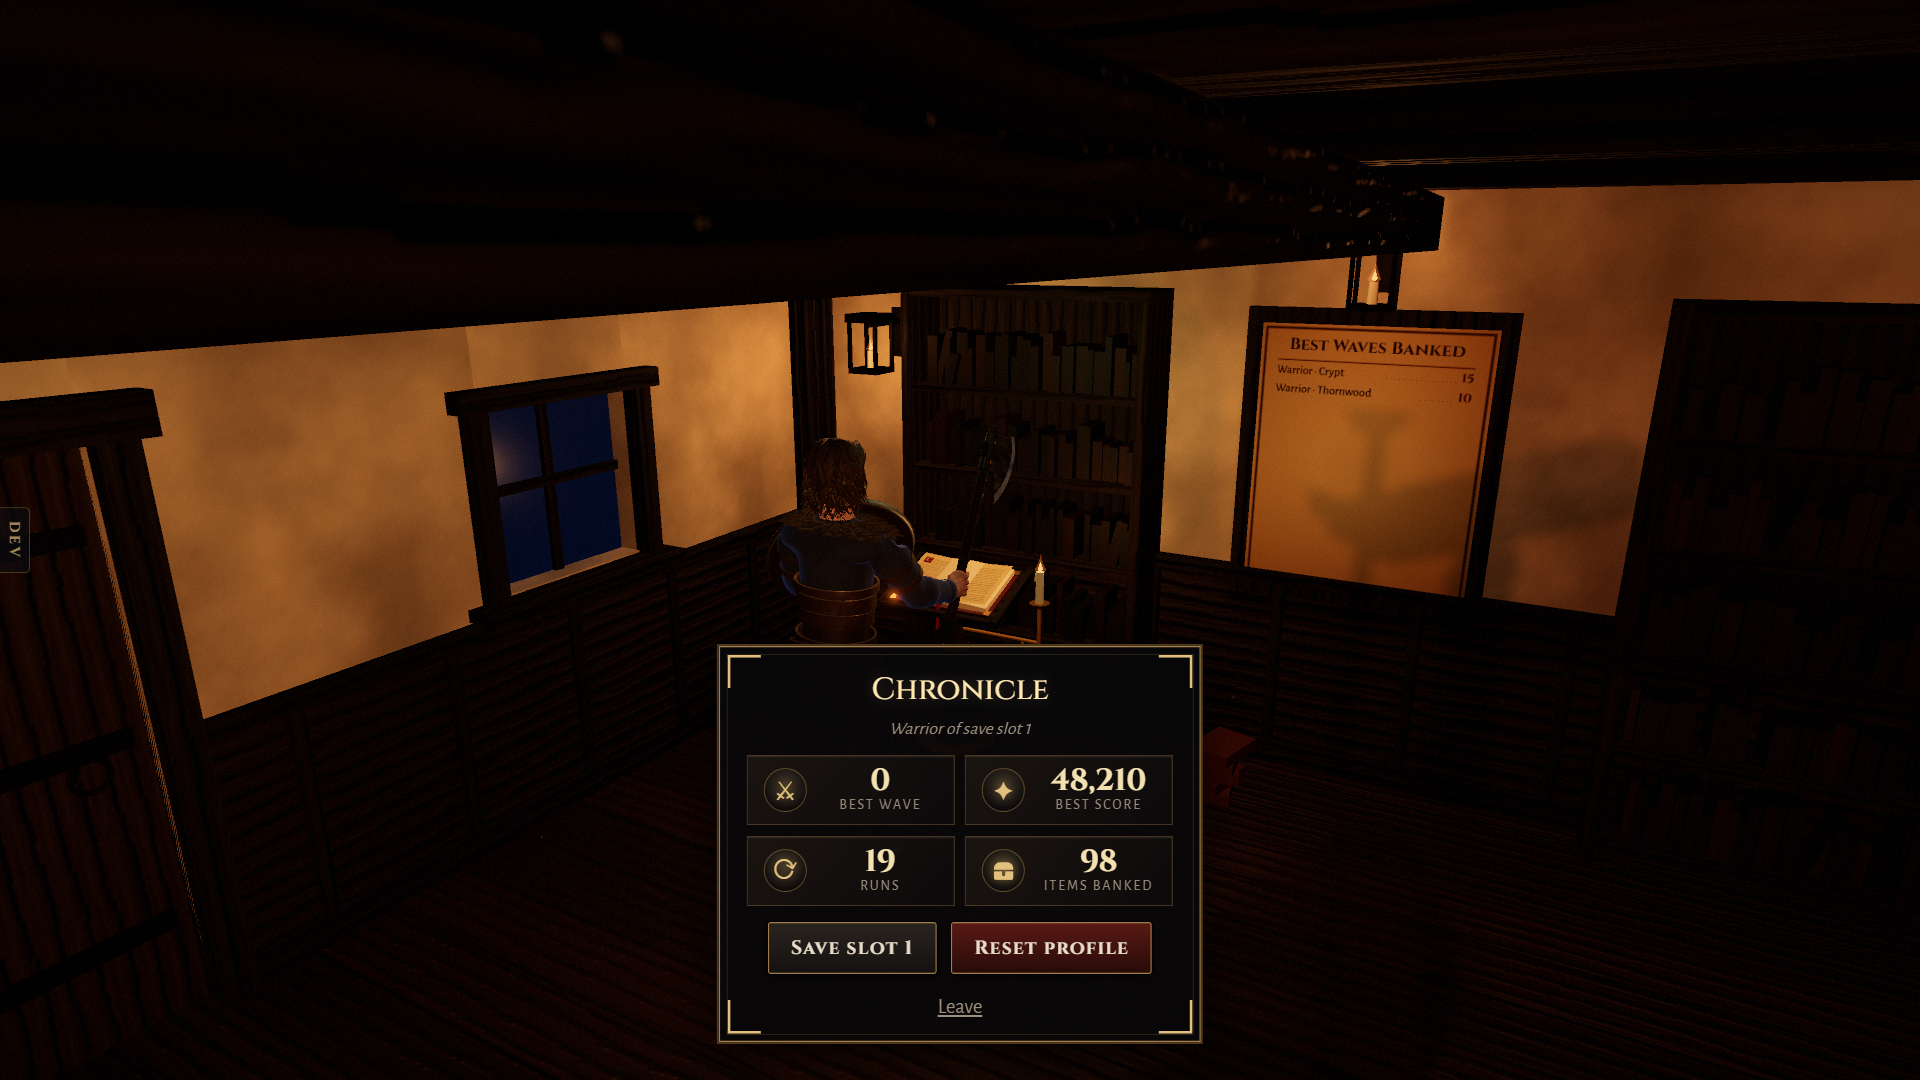 Best Waves Banked
Warrior · Crypt 15
Warrior · Thornwood 10
DEV
Chronicle
Warrior of save slot 1
0
BEST WAVE
48,210
BEST SCORE
19
RUNS
98
ITEMS BANKED
Save slot 1
Reset profile
Leave